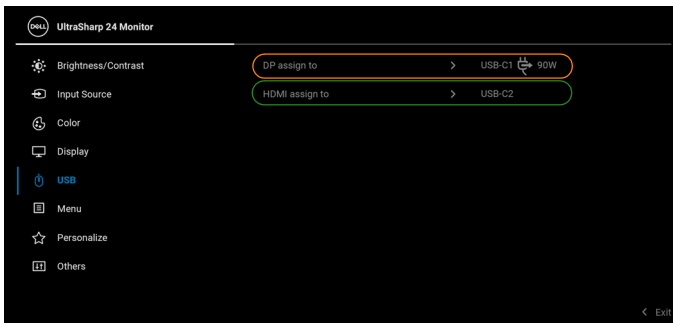 DELL UltraSharp 24 Monitor
Brightness/Contrast
DP assign to > USB-C1 90W
Input Source
HDMI assign to > USB-C2
Color
Display
USB
Menu
Personalize
Others
< Exit